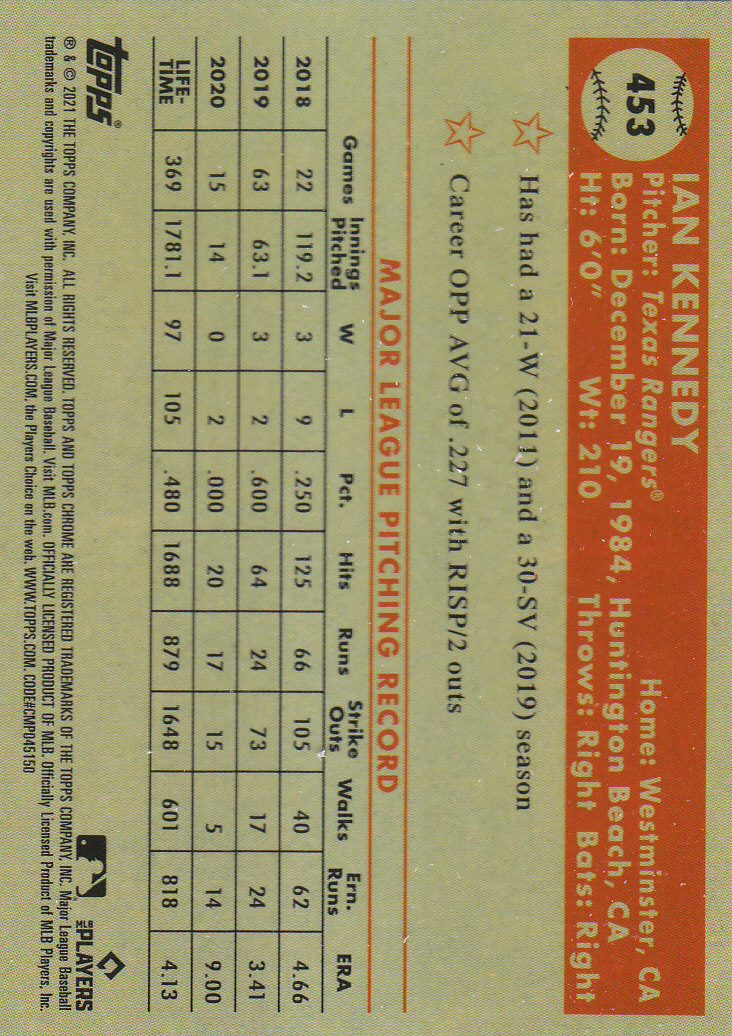 453
IAN KENNEDY
Pitcher: Texas Rangers® Home: Westminster, CA
Born: December 19, 1984, Huntington Beach, CA
Ht: 6'0" Wt: 210 Throws: Right Bats: Right
Has had a 21-W (2011) and a 30-SV (2019) season
Career OPP AVG of .227 with RISP/2 outs
MAJOR LEAGUE PITCHING RECORD
Games Innings Pitched W L Pct. Hits Runs Strike Outs Walks Ern. Runs ERA
2018 22 119.2 3 9 .250 125 66 105 40 62 4.66
2019 63 63.1 3 2 .600 64 24 73 17 24 3.41
2020 15 14 0 2 .000 20 17 15 5 14 9.00
LIFE-TIME 369 1781.1 97 105 .480 1688 879 1648 601 818 4.13
topps®
MLB PLAYERS
® & © 2021 THE TOPPS COMPANY, INC. ALL RIGHTS RESERVED. TOPPS AND TOPPS CHROME ARE REGISTERED TRADEMARKS OF THE TOPPS COMPANY, INC. Major League Baseball
trademarks and copyrights are used with permission of Major League Baseball. Visit MLB.com. OFFICIALLY LICENSED PRODUCT OF MLB. Officially Licensed Product of MLB Players, Inc.
Visit MLBPLAYERS.COM, the Players Choice on the web. WWW.TOPPS.COM. CODE#CMP045150